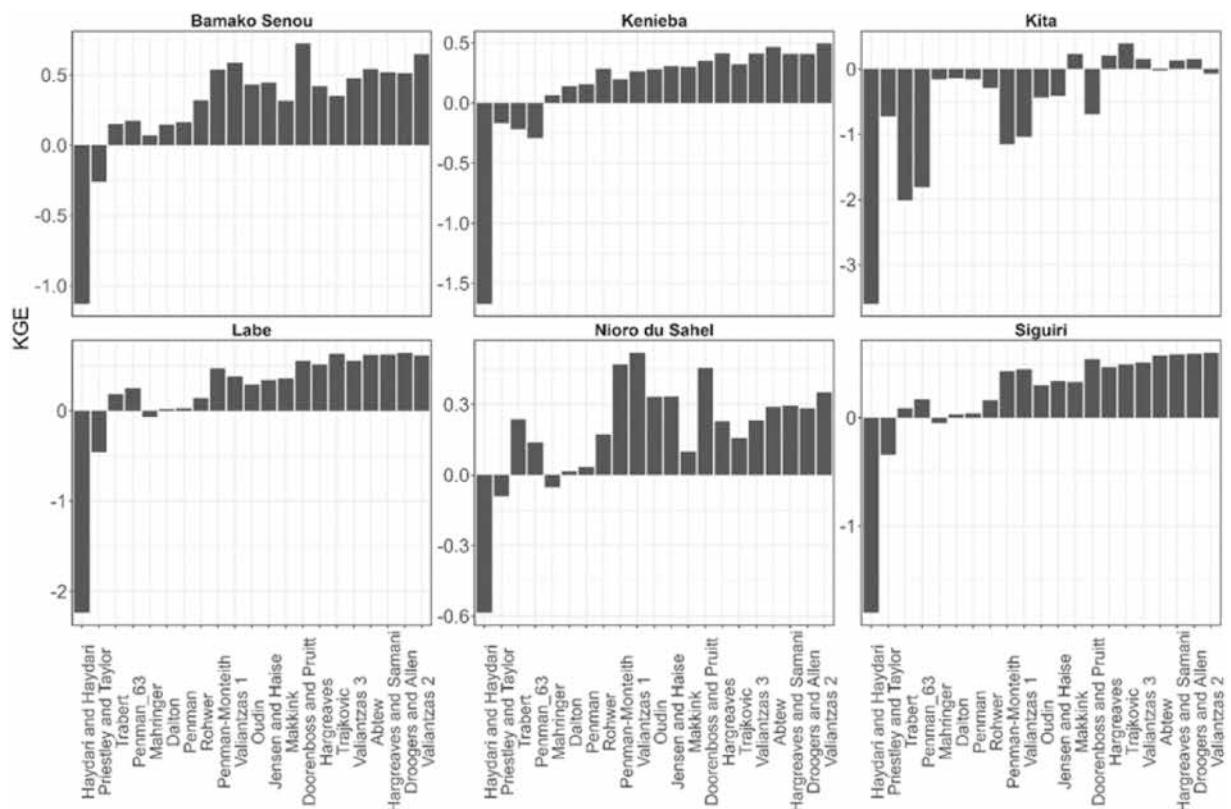 Bamako Senou
Kenieba
Kita
0.5
0.0
-0.5
-1.0
0.5
0.0
-0.5
-1.0
-1.5
0
-1
-2
-3
KGE
Labe
Nioro du Sahel
Siguiri
0
-1
-2
0.3
0.0
-0.3
-0.6
0
-1
Haydari and Haydari
Priestley and Taylor
Trabert
Penman_63
Mahringer
Dalton
Penman
Rohwer
Penman-Monteith
Valiantzas 1
Oudin
Jensen and Haise
Makkink
Doorenboss and Pruitt
Hargreaves
Trajkovic
Valiantzas 3
Abtew
Hargreaves and Samani
Droogers and Allen
Valiantzas 2
Haydari and Haydari
Priestley and Taylor
Trabert
Penman_63
Mahringer
Dalton
Penman
Rohwer
Penman-Monteith
Valiantzas 1
Oudin
Jensen and Haise
Makkink
Doorenboss and Pruitt
Hargreaves
Trajkovic
Valiantzas 3
Abtew
Hargreaves and Samani
Droogers and Allen
Valiantzas 2
Haydari and Haydari
Priestley and Taylor
Trabert
Penman_63
Mahringer
Dalton
Penman
Rohwer
Penman-Monteith
Valiantzas 1
Oudin
Jensen and Haise
Makkink
Doorenboss and Pruitt
Hargreaves
Trajkovic
Valiantzas 3
Abtew
Hargreaves and Samani
Droogers and Allen
Valiantzas 2